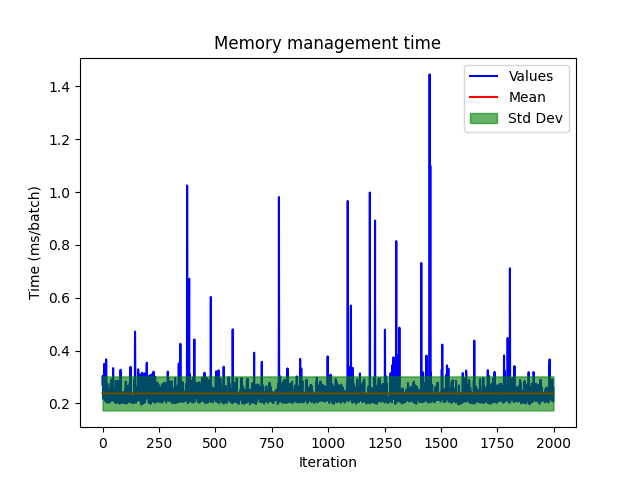 Memory management time
Values
Mean
Std Dev
Time (ms/batch)
1.4
1.2
1.0
0.8
0.6
0.4
0.2
0 250 500 750 1000 1250 1500 1750 2000
Iteration